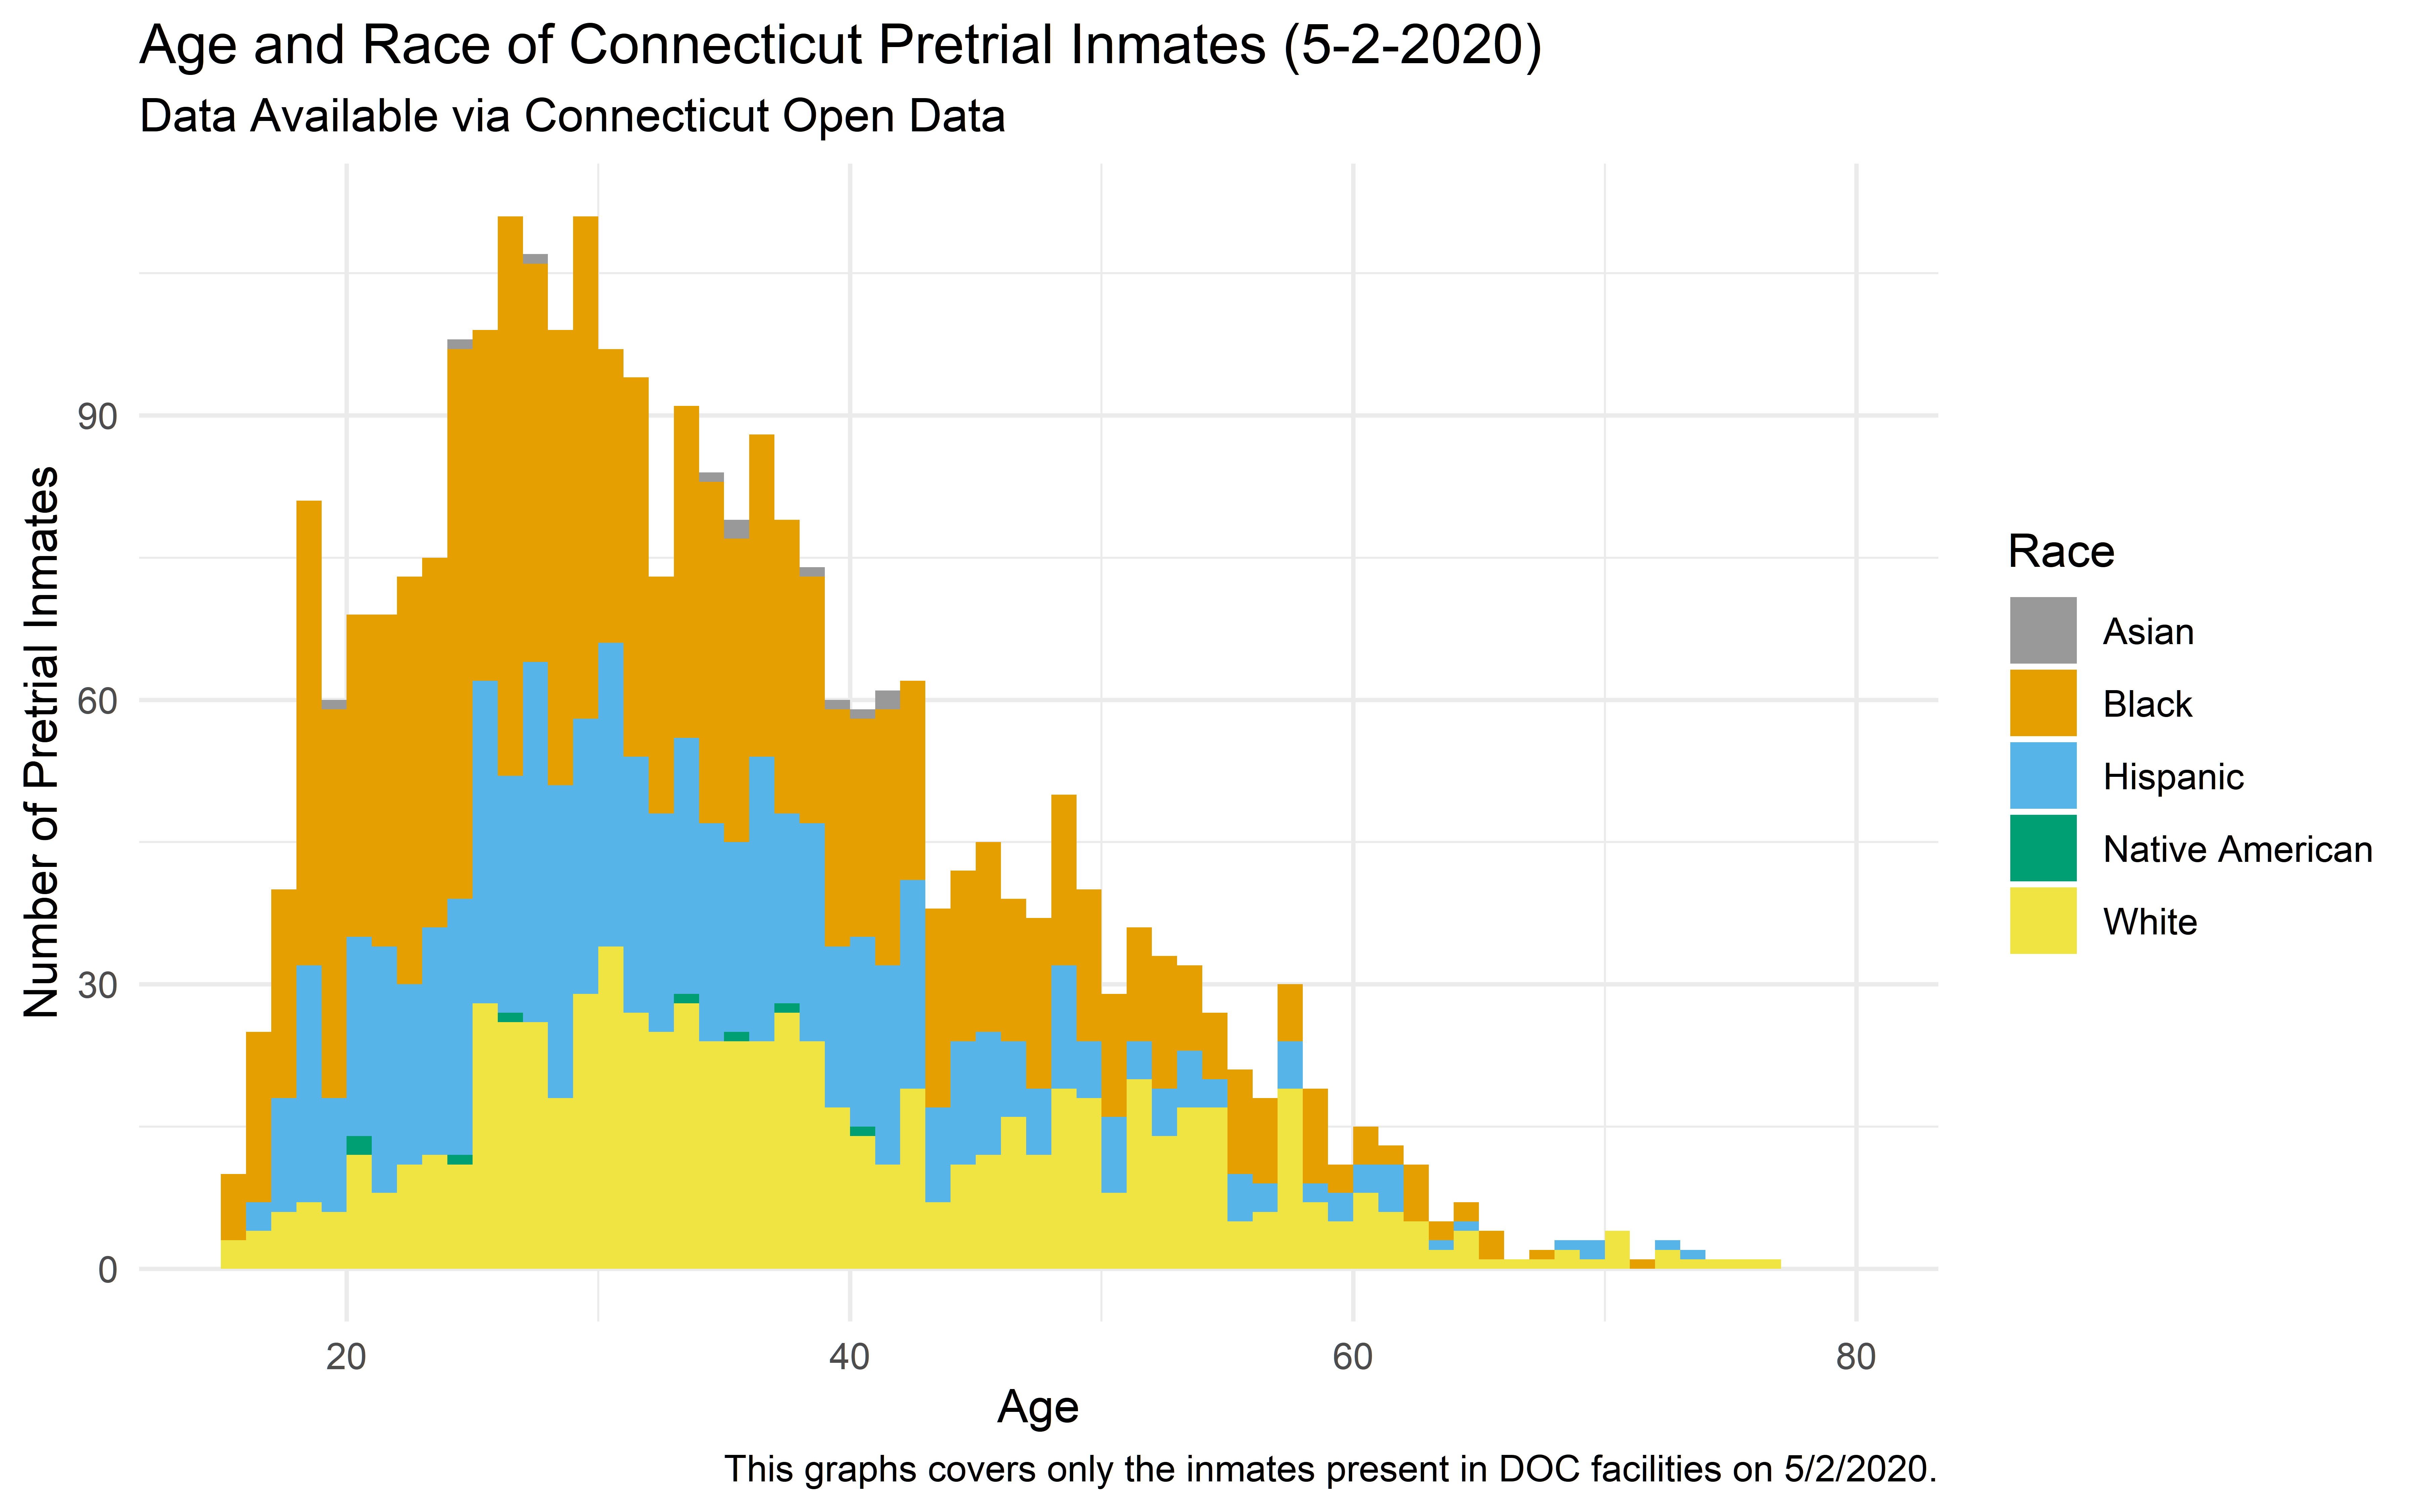 Age and Race of Connecticut Pretrial Inmates (5-2-2020)
Data Available via Connecticut Open Data
Number of Pretrial Inmates
90
60
30
0
20
40
60
80
Age
Race
Asian
Black
Hispanic
Native American
White
This graphs covers only the inmates present in DOC facilities on 5/2/2020.